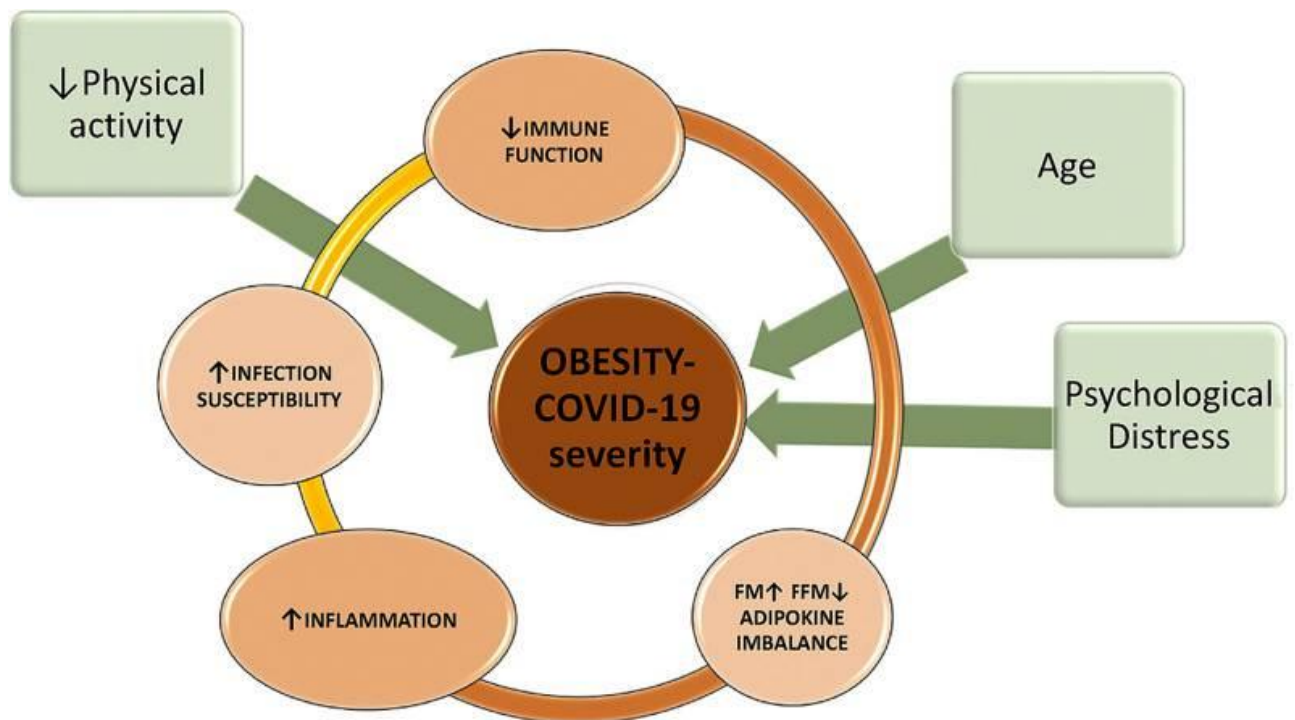 ↓Physical
activity
↓IMMUNE
FUNCTION
Age
↑INFECTION
SUSCEPTIBILITY
OBESITY-
COVID-19
severity
Psychological
Distress
↑INFLAMMATION
FM↑ FFM↓
ADIPOKINE
IMBALANCE